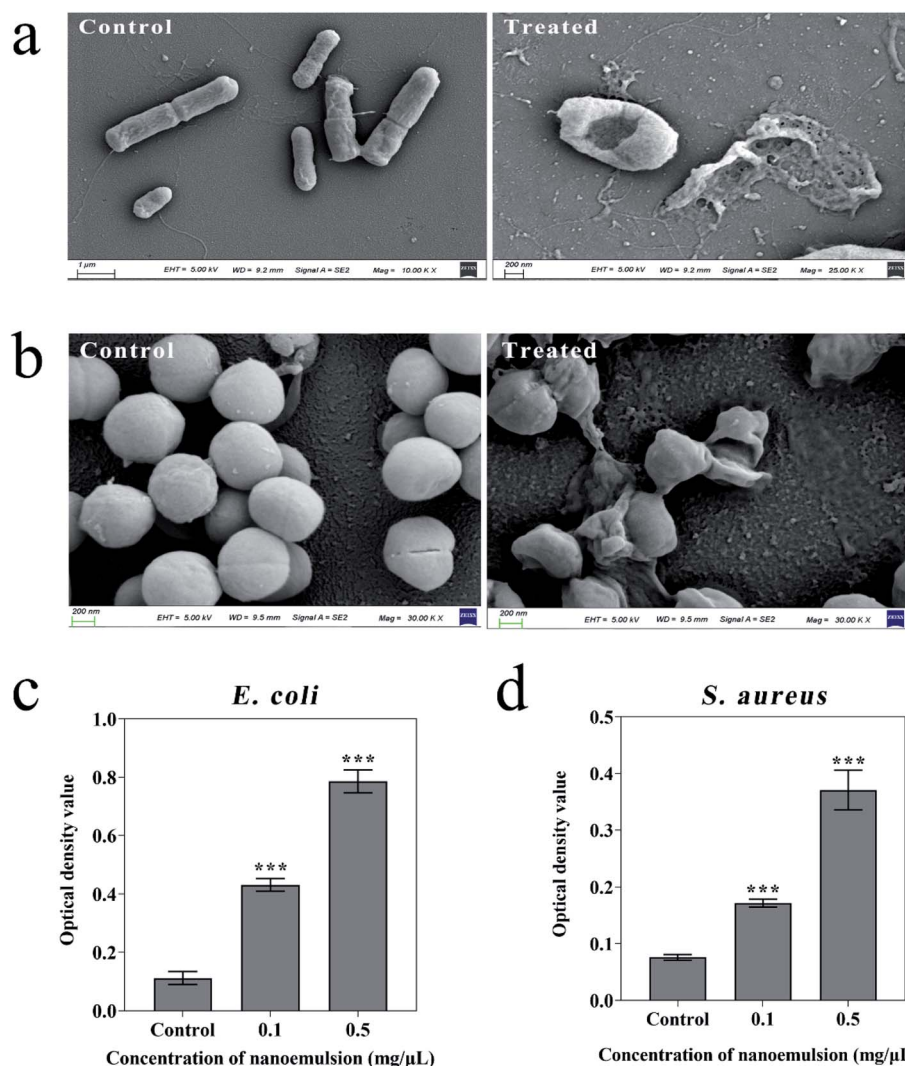 a
Control
1 µm
EHT = 5.00 kV WD = 9.2 mm Signal A = SE2 Mag = 10.00 K X ZEISS
Treated
200 nm
EHT = 5.00 kV WD = 9.2 mm Signal A = SE2 Mag = 25.00 K X ZEISS
b
Control
200 nm
EHT = 5.00 kV WD = 9.5 mm Signal A = SE2 Mag = 30.00 K X ZEISS
Treated
200 nm
EHT = 5.00 kV WD = 9.5 mm Signal A = SE2 Mag = 30.00 K X ZEISS
c
E. coli
Optical density value
1.0
0.8
0.6
0.4
0.2
0.0
***
***
Control 0.1 0.5
Concentration of nanoemulsion (mg/µL)
d
S. aureus
Optical density value
0.5
0.4
0.3
0.2
0.1
0.0
***
***
Control 0.1 0.5
Concentration of nanoemulsion (mg/µL